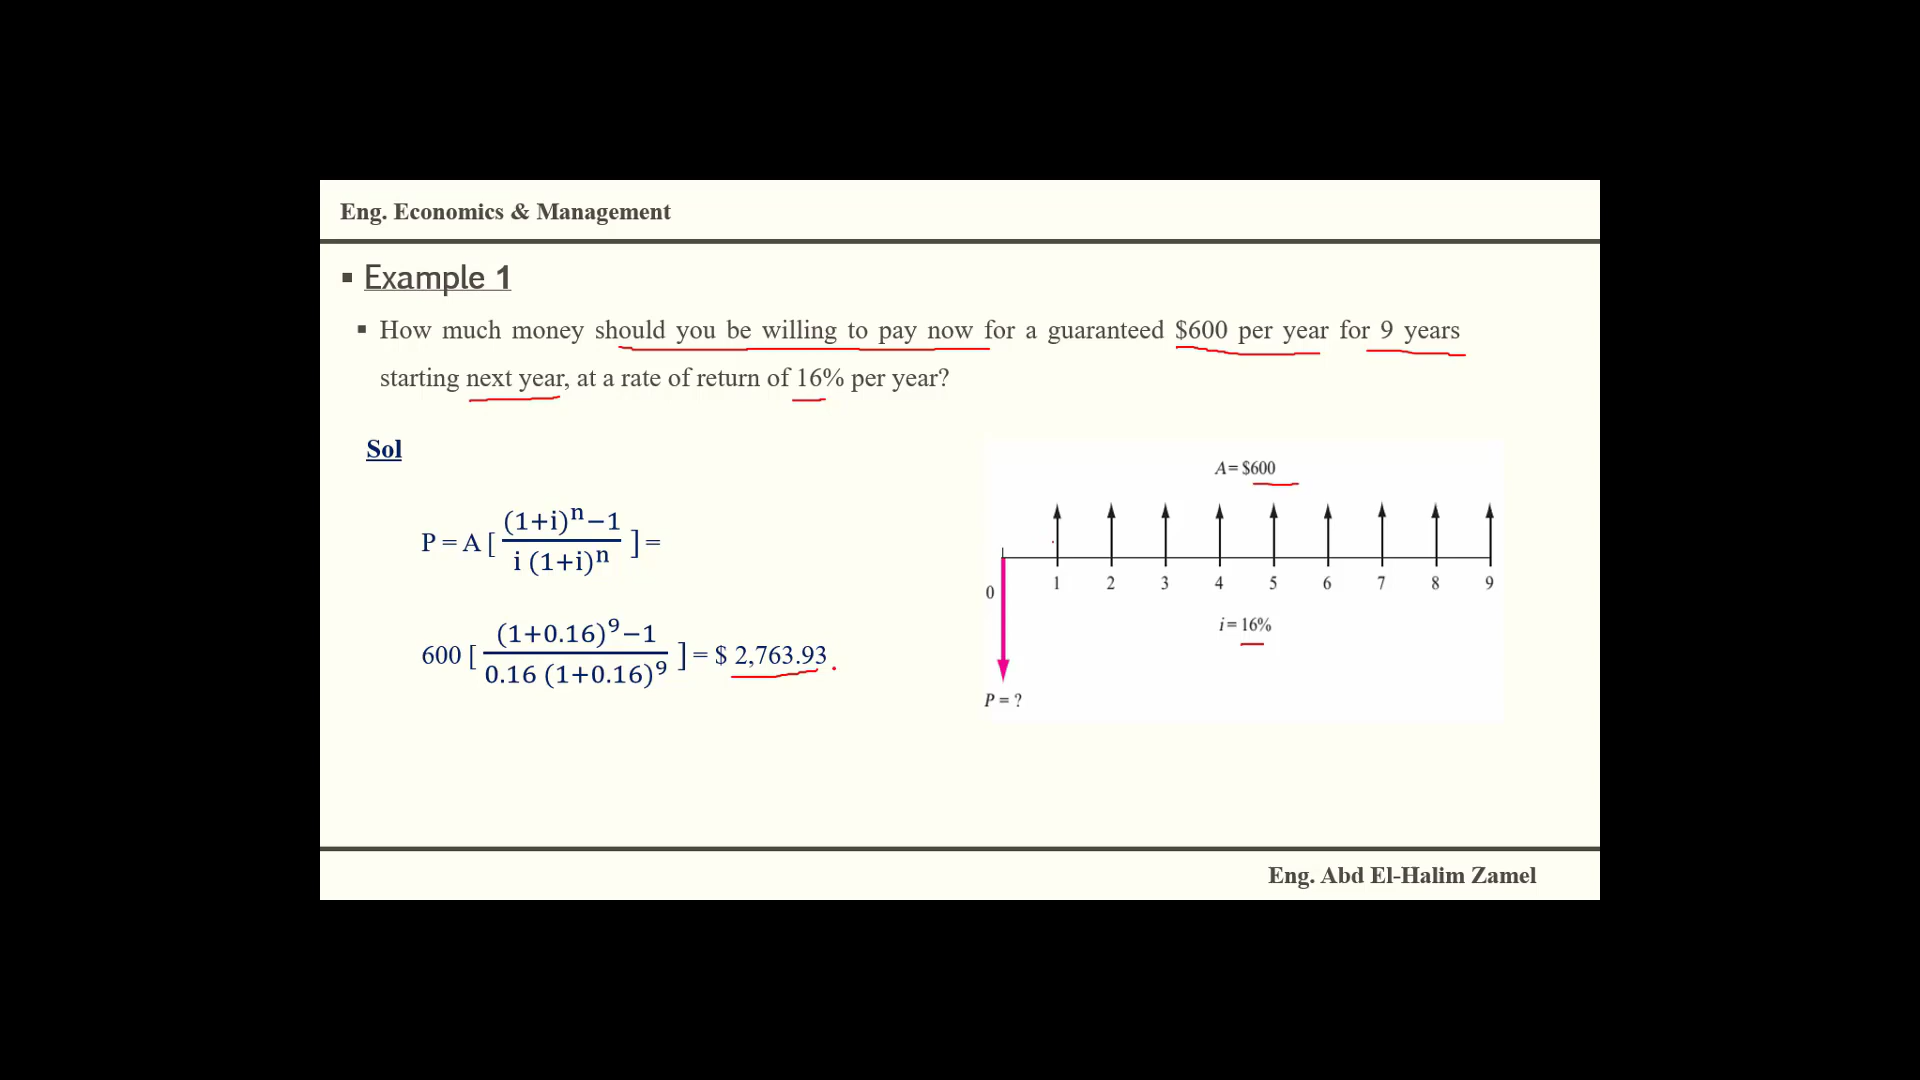 Eng. Economics & Management
▪ Example 1
▪ How much money should you be willing to pay now for a guaranteed $600 per year for 9 years
starting next year, at a rate of return of 16% per year?
Sol
P = A [ (1+i)^n−1 / i (1+i)^n ] =
600 [ (1+0.16)^9−1 / 0.16 (1+0.16)^9 ] = $ 2,763.93
A= $600
0 1 2 3 4 5 6 7 8 9
i= 16%
P = ?
Eng. Abd El-Halim Zamel